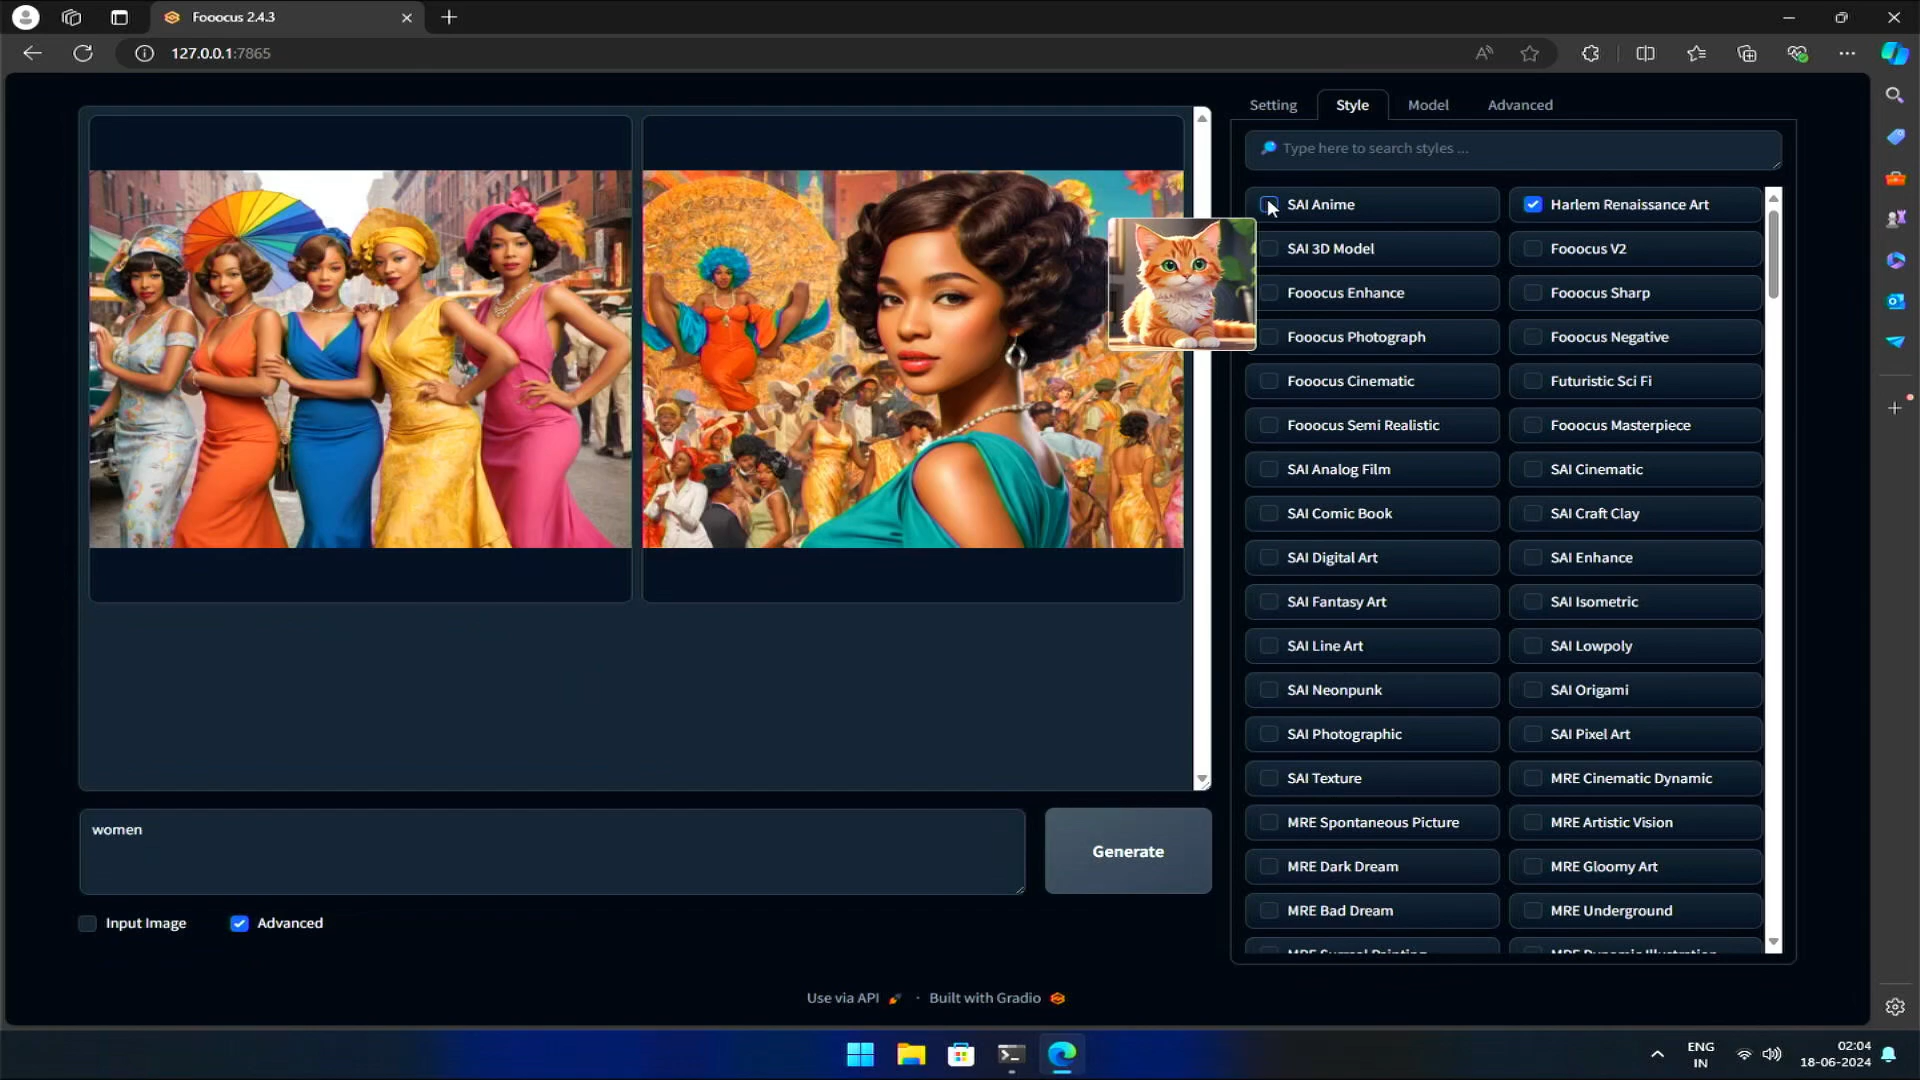 Fooocus 2.4.3
127.0.0.1:7865
Setting
Style
Model
Advanced
Type here to search styles ...
SAI Anime
Harlem Renaissance Art
SAI 3D Model
Fooocus V2
Fooocus Enhance
Fooocus Sharp
Fooocus Photograph
Fooocus Negative
Fooocus Cinematic
Futuristic Sci Fi
Fooocus Semi Realistic
Fooocus Masterpiece
SAI Analog Film
SAI Cinematic
SAI Comic Book
SAI Craft Clay
SAI Digital Art
SAI Enhance
SAI Fantasy Art
SAI Isometric
SAI Line Art
SAI Lowpoly
SAI Neonpunk
SAI Origami
SAI Photographic
SAI Pixel Art
SAI Texture
MRE Cinematic Dynamic
MRE Spontaneous Picture
MRE Artistic Vision
MRE Dark Dream
MRE Gloomy Art
MRE Bad Dream
MRE Underground
MRE Surreal Painting
MRE Dynamic Illustration
women
Generate
Input Image
Advanced
Use via API
·
Built with Gradio
ENG
IN
02:04
18-06-2024